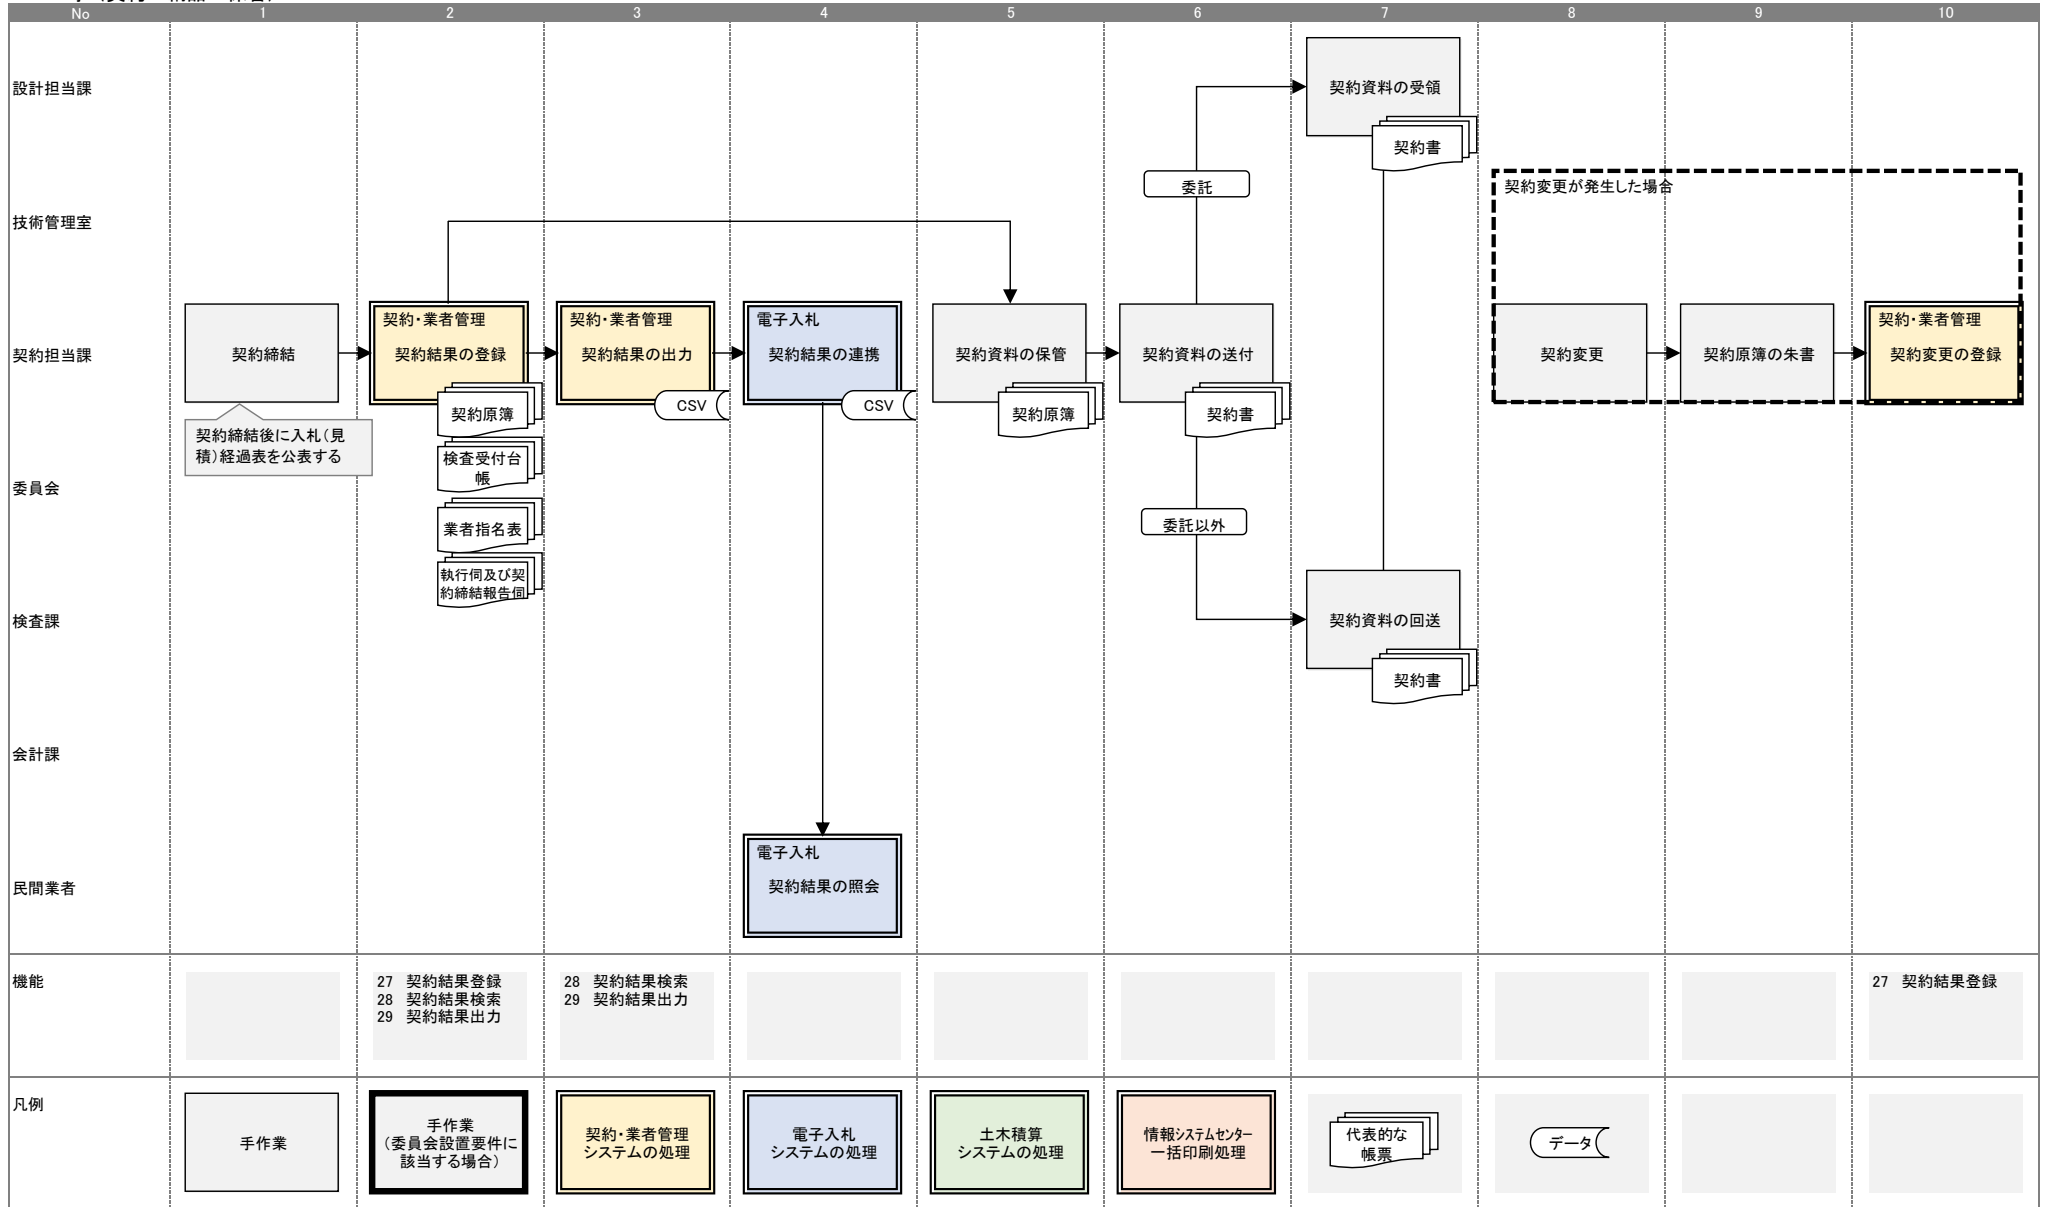 No 1 2 3 4 5 6 7 8 9 10
設計担当課
契約資料の受領
契約書
委託
契約変更が発生した場合
技術管理室
契約担当課
契約締結
契約・業者管理
契約結果の登録
契約・業者管理
契約結果の出力
電子入札
契約結果の連携
契約資料の保管
契約資料の送付
契約変更
契約原簿の朱書
契約・業者管理
契約変更の登録
契約原簿
CSV
CSV
契約原簿
契約書
契約締結後に入札(見
積)経過表を公表する
検査受付台
帳
委員会
業者指名表
委託以外
執行伺及び契
約締結報告伺
検査課
契約資料の回送
契約書
会計課
民間業者
電子入札
契約結果の照会
機能
27 契約結果登録
28 契約結果検索
29 契約結果出力
28 契約結果検索
29 契約結果出力
27 契約結果登録
凡例
手作業
手作業
(委員会設置要件に
該当する場合)
契約・業者管理
システムの処理
電子入札
システムの処理
土木積算
システムの処理
情報システムセンター
一括印刷処理
代表的な
帳票
データ